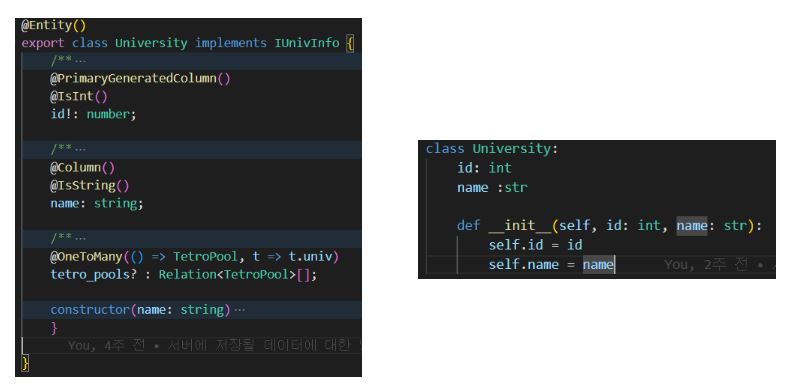 @Entity()
export class University implements IUnivInfo {
/** ···
@PrimaryGeneratedColumn()
@IsInt()
id!: number;
/** ···
@Column()
@IsString()
name: string;
/** ···
@OneToMany(() => TetroPool, t => t.univ)
tetro_pools? : Relation<TetroPool>[];
constructor(name: string) ···
}
You, 4주 전 • 서버에 저장될 데이터에 대한
}
class University:
id: int
name :str
def __init__(self, id: int, name: str):
self.id = id
self.name = name You, 2주 전 •